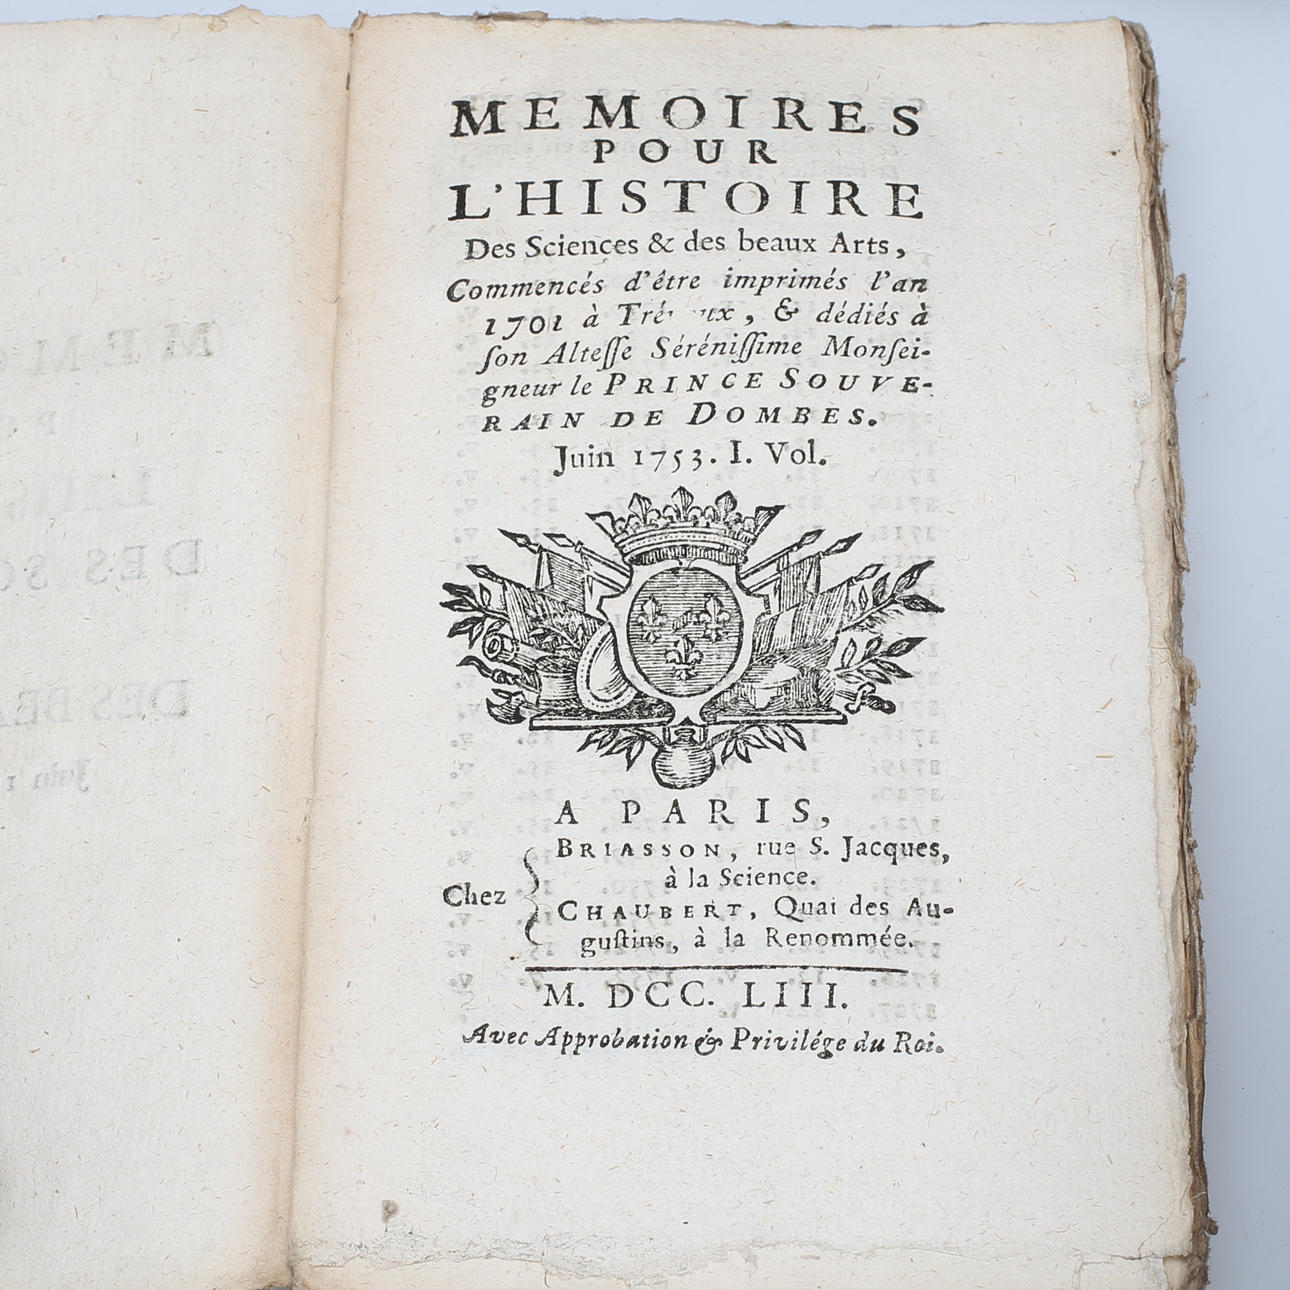 MEMOIRES
POUR
L'HISTOIRE
Des Sciences & des beaux Arts,
Commencés d'être imprimés l'an
1701 à , & dédiés à
ſon Alteſſe Séréniſſime Monſei-
gneur le PRINCE SOUVE-
RAIN DE DOMBES.
Juin 1753. I. Vol.
A PARIS,
Chez
BRIASSON, rue S. Jacques,
à la Science.
CHAUBERT, Quai des Au-
guſtins, à la Renommée.
M. DCC. LIII.
Avec Approbation & Privilége du Roi.